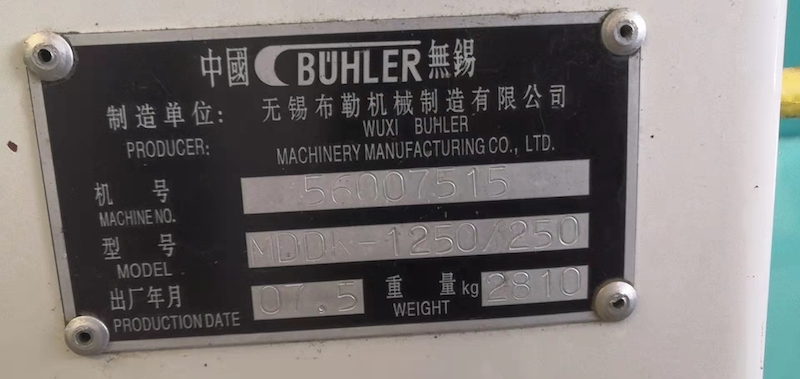 中國 BÜHLER 無錫
制造单位: 无锡布勒机械制造有限公司
PRODUCER: WUXI BUHLER
MACHINERY MANUFACTURING CO., LTD.
机 号 56007515
MACHINE NO.
型 号 MDDK-1250/250
MODEL
出厂年月 07.5 重 量 kg 2810
PRODUCTION DATE WEIGHT